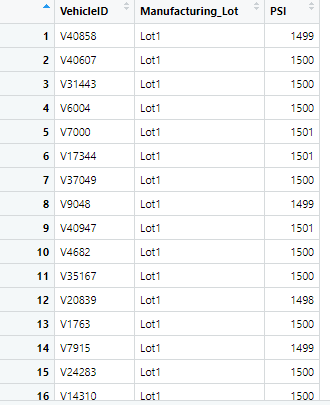 VehicleID Manufacturing_Lot PSI
1 V40858 Lot1 1499
2 V40607 Lot1 1500
3 V31443 Lot1 1500
4 V6004 Lot1 1500
5 V7000 Lot1 1501
6 V17344 Lot1 1501
7 V37049 Lot1 1500
8 V9048 Lot1 1499
9 V40947 Lot1 1501
10 V4682 Lot1 1500
11 V35167 Lot1 1500
12 V20839 Lot1 1498
13 V1763 Lot1 1500
14 V7915 Lot1 1499
15 V24283 Lot1 1500
16 V14310 Lot1 1500